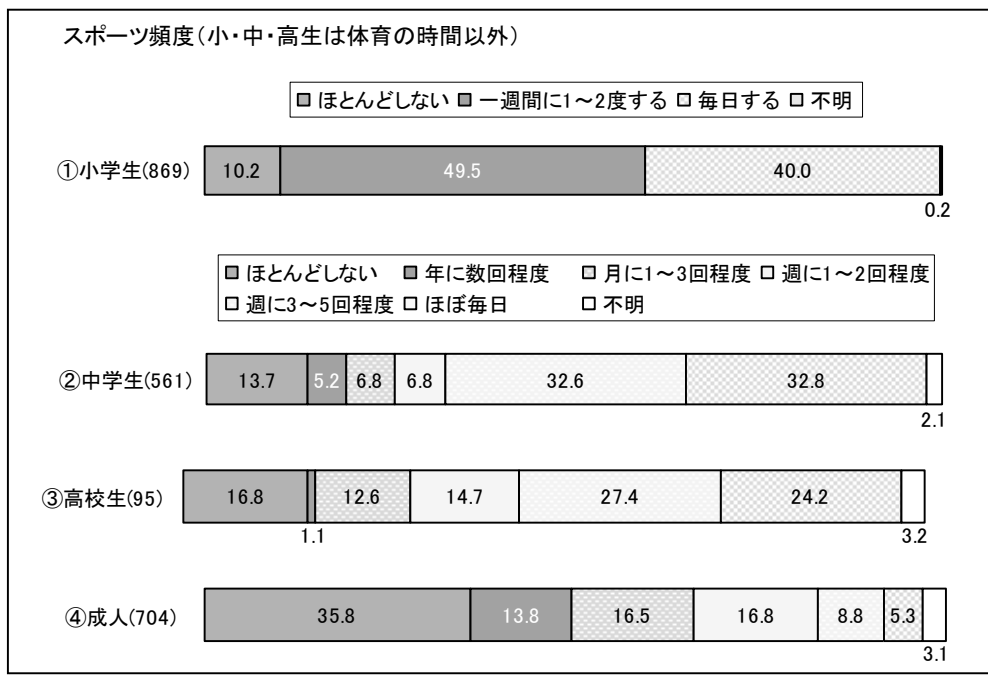 スポーツ頻度（小・中・高生は体育の時間以外）
ほとんどしない 一週間に1～2度する 毎日する 不明
①小学生(869) 10.2 49.5 40.0
0.2
ほとんどしない 年に数回程度 月に1～3回程度 週に1～2回程度
週に3～5回程度 ほぼ毎日 不明
②中学生(561) 13.7 5.2 6.8 6.8 32.6 32.8
2.1
③高校生(95) 16.8 12.6 14.7 27.4 24.2
1.1 3.2
④成人(704) 35.8 13.8 16.5 16.8 8.8 5.3
3.1